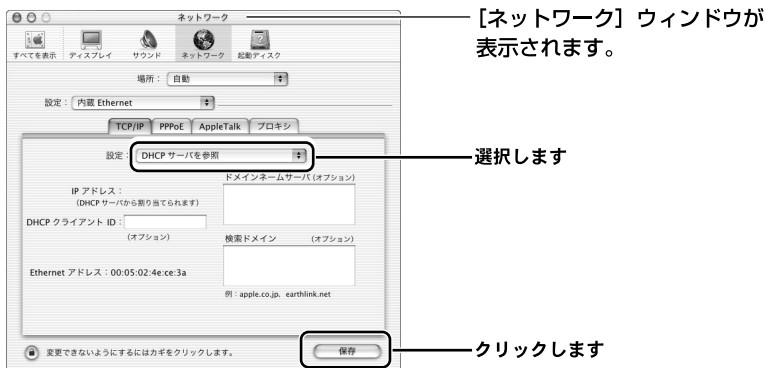 ネットワーク
[ネットワーク] ウィンドウが
表示されます。
すべてを表示 ディスプレイ サウンド ネットワーク 起動ディスク
場所： 自動
設定： 内蔵 Ethernet
TCP/IP PPPoE AppleTalk プロキシ
設定： DHCP サーバを参照
選択します
ドメインネームサーバ (オプション)
IP アドレス：
(DHCP サーバから割り当てられます)
DHCP クライアント ID：
(オプション)
検索ドメイン (オプション)
Ethernet アドレス：00:05:02:4e:ce:3a
例：apple.co.jp、earthlink.net
変更できないようにするにはカギをクリックします。
保存
クリックします